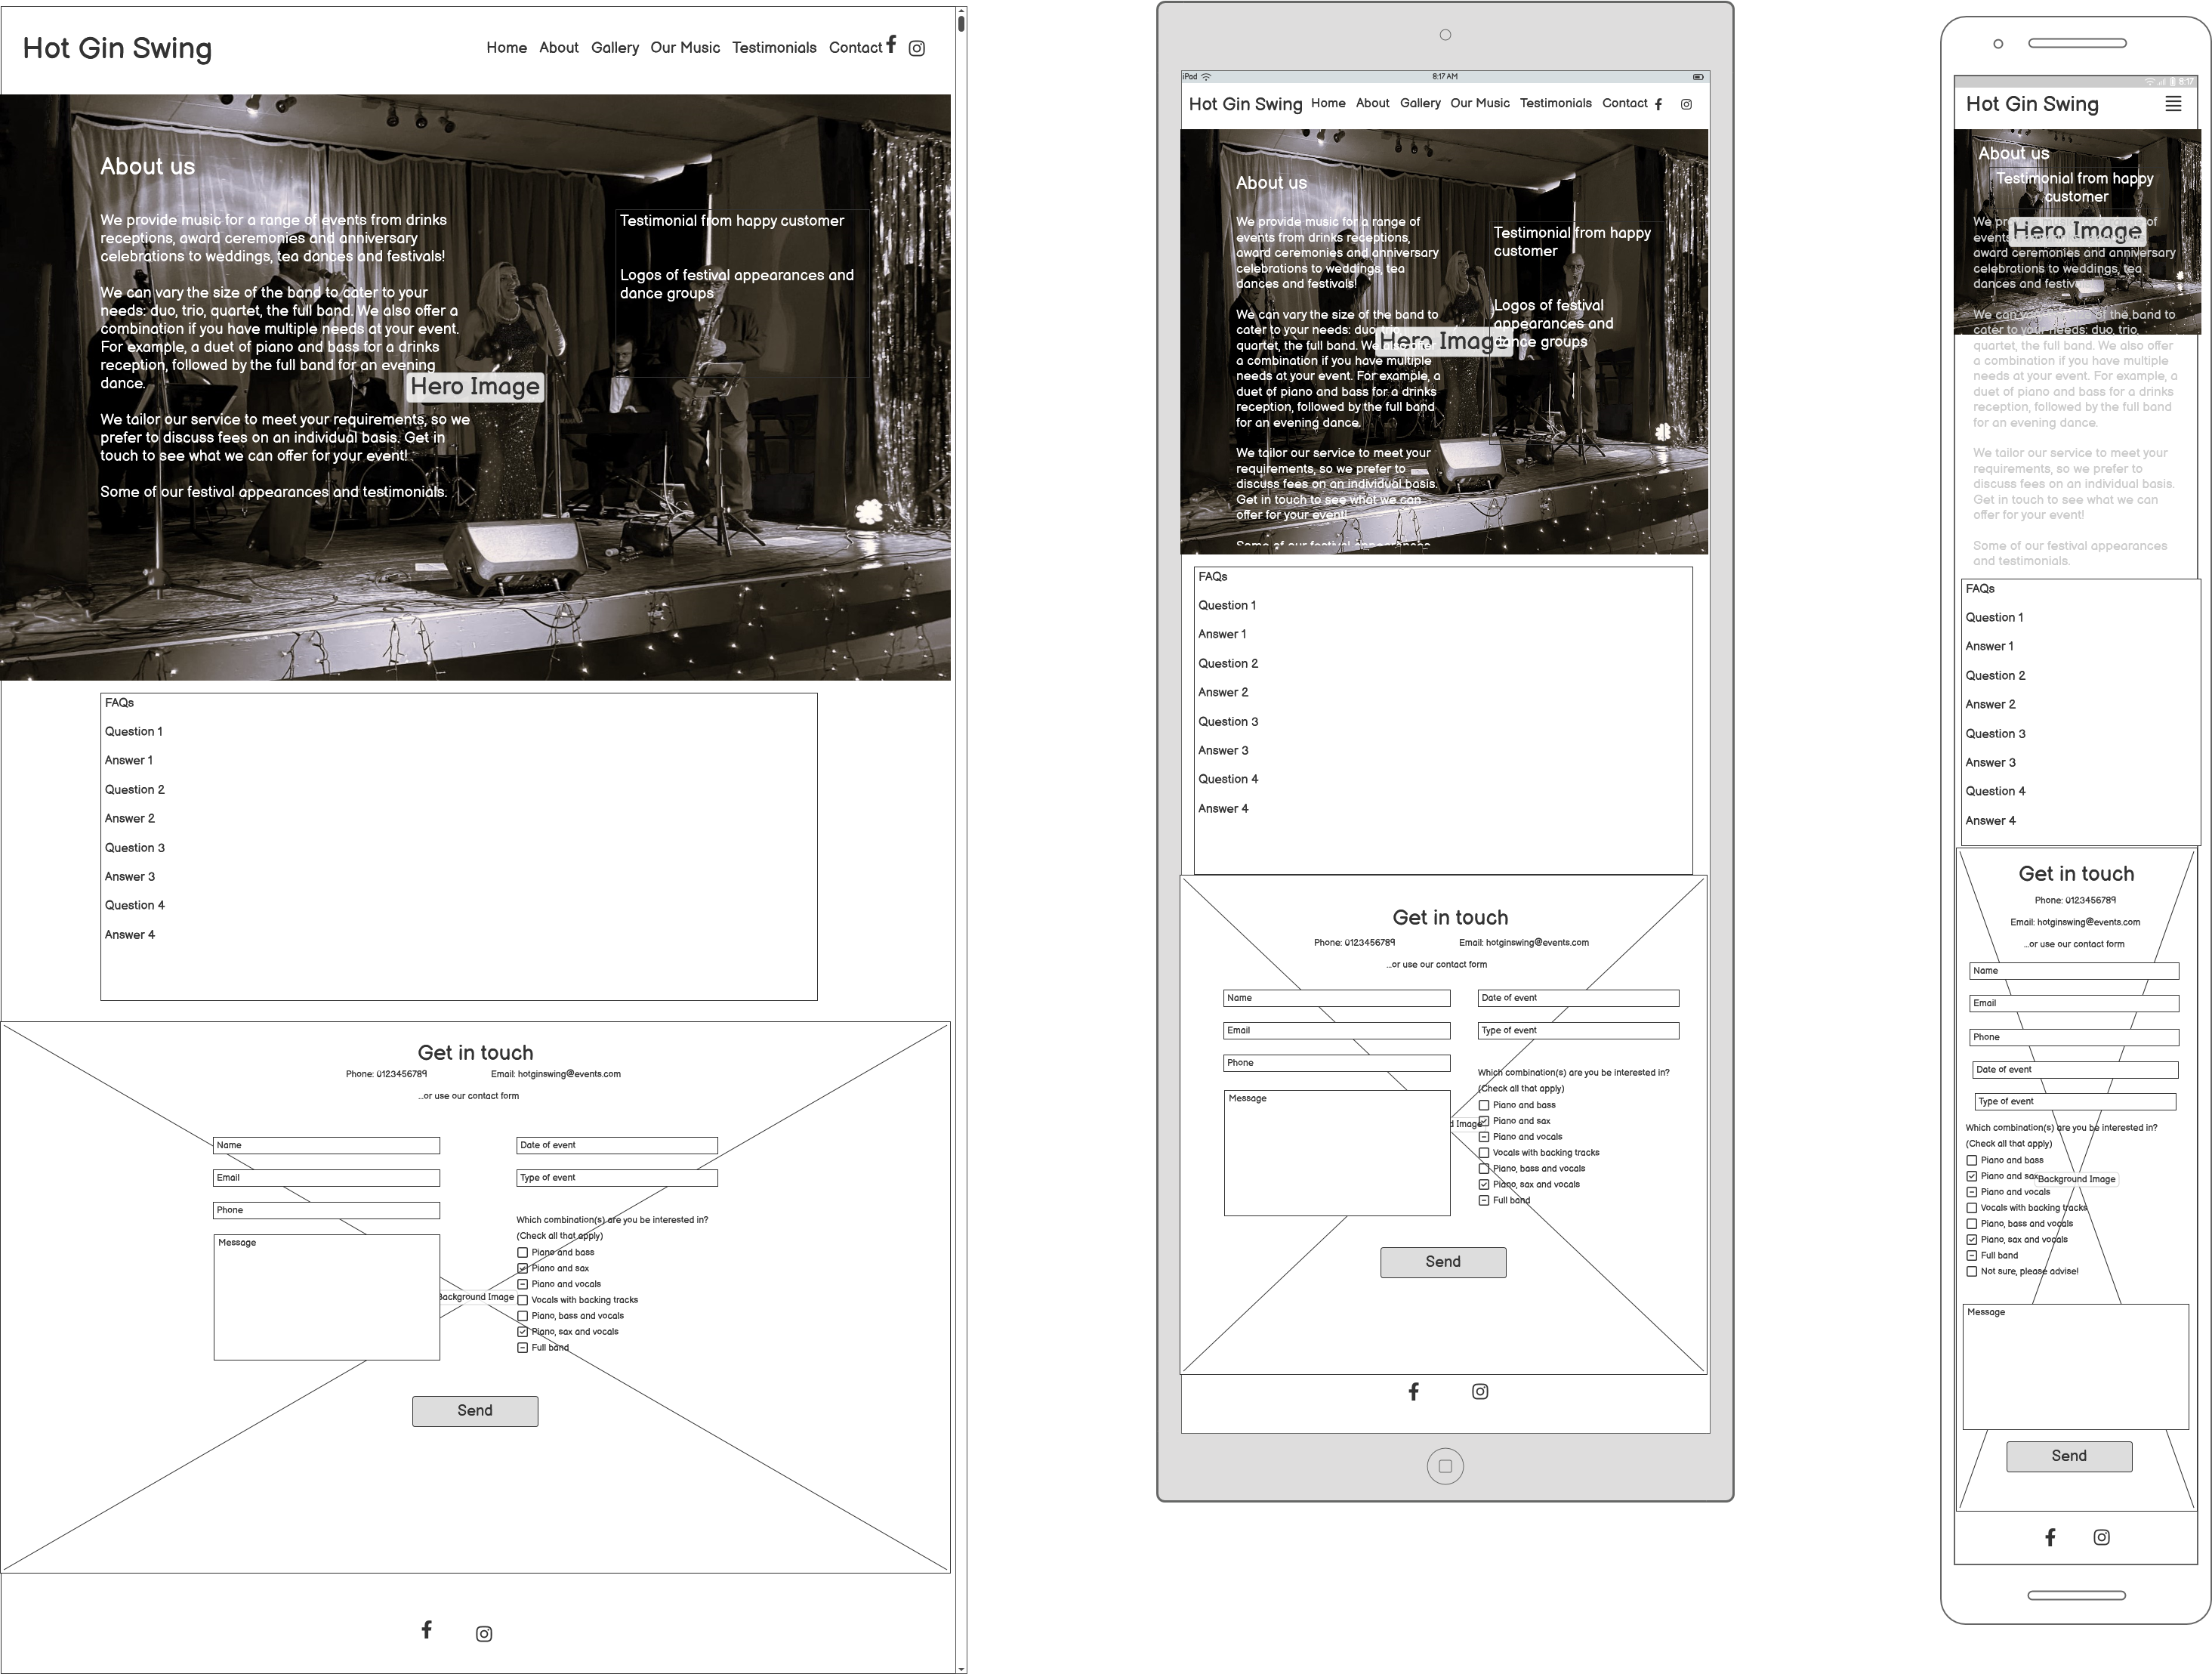 Hot Gin Swing
Home About Gallery Our Music Testimonials Contact
About us
We provide music for a range of events from drinks
receptions, award ceremonies and anniversary
celebrations to weddings, tea dances and festivals!
We can vary the size of the band to cater to your
needs: duo, trio, quartet, the full band. We also offer a
combination if you have multiple needs at your event.
For example, a duet of piano and bass for a drinks
reception, followed by the full band for an evening
dance.
We tailor our service to meet your requirements, so we
prefer to discuss fees on an individual basis. Get in
touch to see what we can offer for your event!
Some of our festival appearances and testimonials.
Testimonial from happy customer
Logos of festival appearances and
dance groups
Hero Image
FAQs
Question 1
Answer 1
Question 2
Answer 2
Question 3
Answer 3
Question 4
Answer 4
Get in touch
Phone: 0123456789 Email: hotginswing@events.com
...or use our contact form
Name
Email
Phone
Message
Date of event
Type of event
Which combination(s) are you be interested in?
(Check all that apply)
Piano and bass
Piano and sax
Piano and vocals
Vocals with backing tracks
Piano, bass and vocals
Piano, sax and vocals
Full band
Background Image
Send
iPad 8:17 AM
Hot Gin Swing Home About Gallery Our Music Testimonials Contact
About us
We provide music for a range of
events from drinks receptions,
award ceremonies and anniversary
celebrations to weddings, tea
dances and festivals!
We can vary the size of the band to
cater to your needs: duo, trio,
quartet, the full band. We also offer
a combination if you have multiple
needs at your event. For example, a
duet of piano and bass for a drinks
reception, followed by the full band
for an evening dance.
We tailor our service to meet your
requirements, so we prefer to
discuss fees on an individual basis.
Get in touch to see what we can
offer for your event!
Some of our festival appearances
Testimonial from happy
customer
Logos of festival
appearances and
dance groups
Hero Image
FAQs
Question 1
Answer 1
Question 2
Answer 2
Question 3
Answer 3
Question 4
Answer 4
Get in touch
Phone: 0123456789 Email: hotginswing@events.com
...or use our contact form
Name
Email
Phone
Message
Date of event
Type of event
Which combination(s) are you be interested in?
(Check all that apply)
Piano and bass
Piano and sax
Piano and vocals
Vocals with backing tracks
Piano, bass and vocals
Piano, sax and vocals
Full band
d Image
Send
8:17
Hot Gin Swing
About us
Testimonial from happy
customer
Hero Image
We of
events
award ceremonies and anniversary
celebrations to weddings, tea
dances and festivals!
We can vary the size of the band to
cater to your needs: duo, trio,
quartet, the full band. We also offer
a combination if you have multiple
needs at your event. For example, a
duet of piano and bass for a drinks
reception, followed by the full band
for an evening dance.
We tailor our service to meet your
requirements, so we prefer to
discuss fees on an individual basis.
Get in touch to see what we can
offer for your event!
Some of our festival appearances
and testimonials.
FAQs
Question 1
Answer 1
Question 2
Answer 2
Question 3
Answer 3
Question 4
Answer 4
Get in touch
Phone: 0123456789
Email: hotginswing@events.com
...or use our contact form
Name
Email
Phone
Date of event
Type of event
Which combination(s) are you be interested in?
(Check all that apply)
Piano and bass
Piano and sax
Piano and vocals
Vocals with backing tracks
Piano, bass and vocals
Piano, sax and vocals
Full band
Not sure, please advise!
Background Image
Message
Send